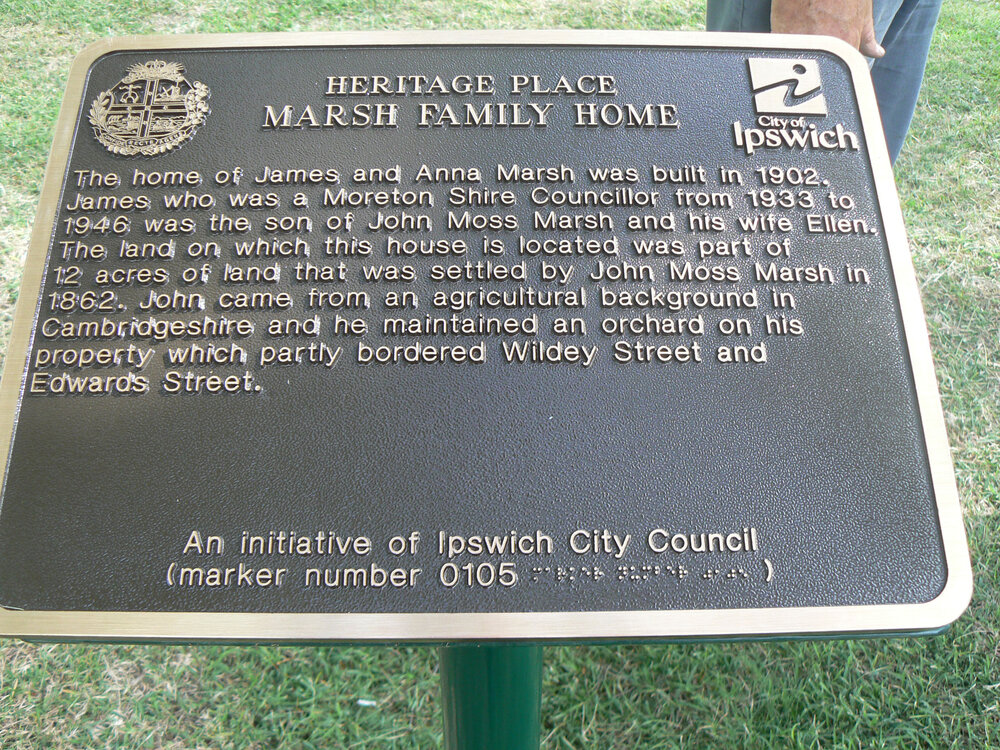 HERITAGE PLACE
MARSH FAMILY HOME
City of
Ipswich
The home of James and Anna Marsh was built in 1902.
James who was a Moreton Shire Councillor from 1933 to
1946 was the son of John Moss Marsh and his wife Ellen.
The land on which this house is located was part of
12 acres of land that was settled by John Moss Marsh in
1862. John came from an agricultural background in
Cambridgeshire and he maintained an orchard on his
property which partly bordered Wildey Street and
Edwards Street.
An initiative of Ipswich City Council
(marker number 0105 )